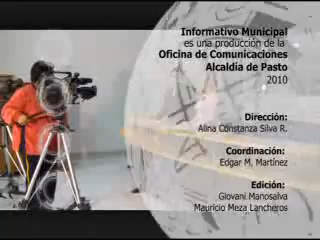 Informativo Municipal
es una producción de la
Oficina de Comunicaciones
Alcaldía de Pasto
2010
Dirección:
Alina Constanza Silva R.
Coordinación:
Edgar M. Martínez
Edición:
Giovani Manosalva
Mauricio Meza Lancheros